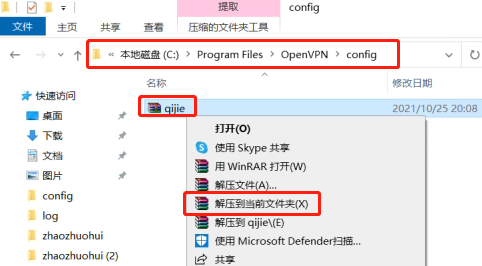 提取
config
文件
主页
共享
查看
压缩的文件夹工具
« 本地磁盘 (C:) > Program Files > OpenVPN > config
名称
修改日期
快速访问
桌面
下载
文档
图片
config
log
zhaozhuohui
zhaozhuohui (2)
qijie
2021/10/25 20:08
打开(O)
使用 Skype 共享
用 WinRAR 打开(W)
解压文件(A)...
解压到当前文件夹(X)
解压到 qijie\(E)
使用 Microsoft Defender扫描...
共享